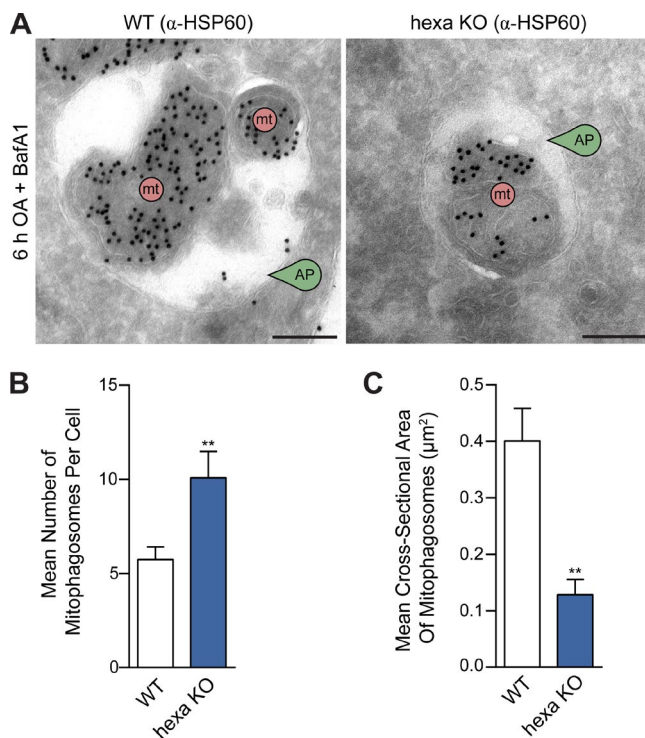 A
WT (α-HSP60)
hexa KO (α-HSP60)
6 h OA + BafA1
mt
mt
AP
mt
AP
B
Mean Number of
Mitophagosomes Per Cell
15
10
5
0
**
WT
hexa KO
C
Mean Cross-Sectional Area
Of Mitophagosomes (µm²)
0.5
0.4
0.3
0.2
0.1
0.0
**
WT
hexa KO